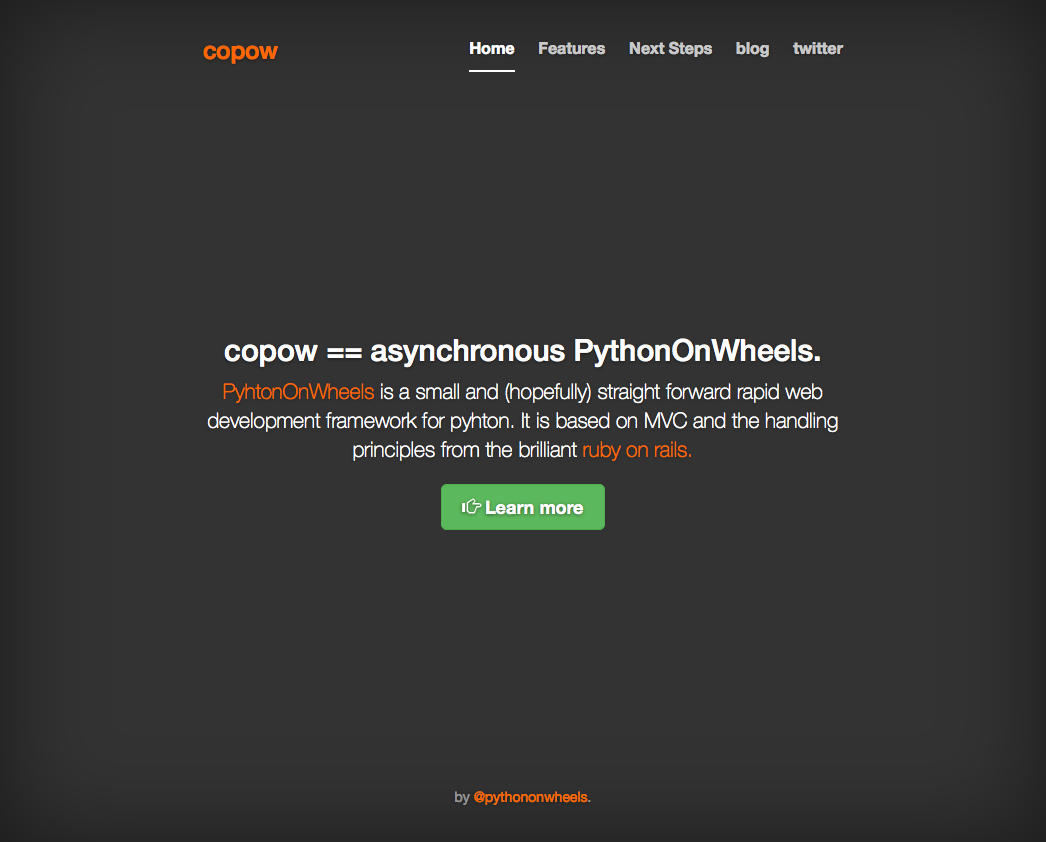 copow
Home Features Next Steps blog twitter
copow == asynchronous PythonOnWheels.
PyhtonOnWheels is a small and (hopefully) straight forward rapid web
development framework for pyhton. It is based on MVC and the handling
principles from the brilliant ruby on rails.
Learn more
by @pythononwheels.